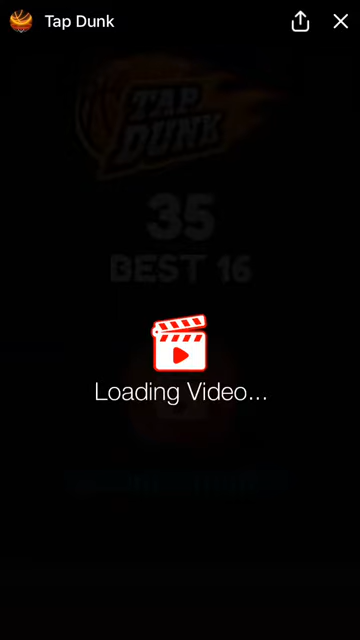 Tap Dunk
TAP
DUNK
35
BEST 16
Loading Video...